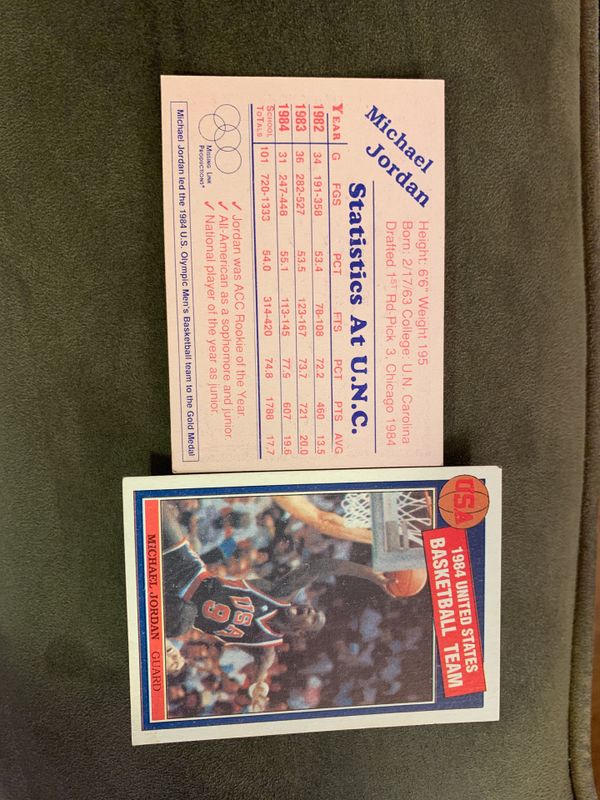 Michael
Jordan
Height: 6'6" Weight 195
Born: 2/17/63 College: U.N. Carolina
Drafted 1ST Rd. Pick 3, Chicago 1984
Statistics At U.N.C.
YEAR G FGS PCT FTS PCT PTS AVG
1982 34 191-358 53.4 78-108 72.2 460 13.5
1983 36 282-527 53.5 123-167 73.7 721 20.0
1984 31 247-448 55.1 113-145 77.9 607 19.6
SCHOOL
TOTALS 101 720-1333 54.0 314-420 74.8 1788 17.7
✓ Jordan was ACC Rookie of the Year.
✓ All-American as a sophomore and junior.
✓ National player of the year as junior.
MISSING LINK
PRODUCTIONS
Michael Jordan led the 1984 U.S. Olympic Men's Basketball team to the Gold Medal
USA
1984 UNITED STATES
BASKETBALL TEAM
USA
9
MICHAEL JORDAN GUARD